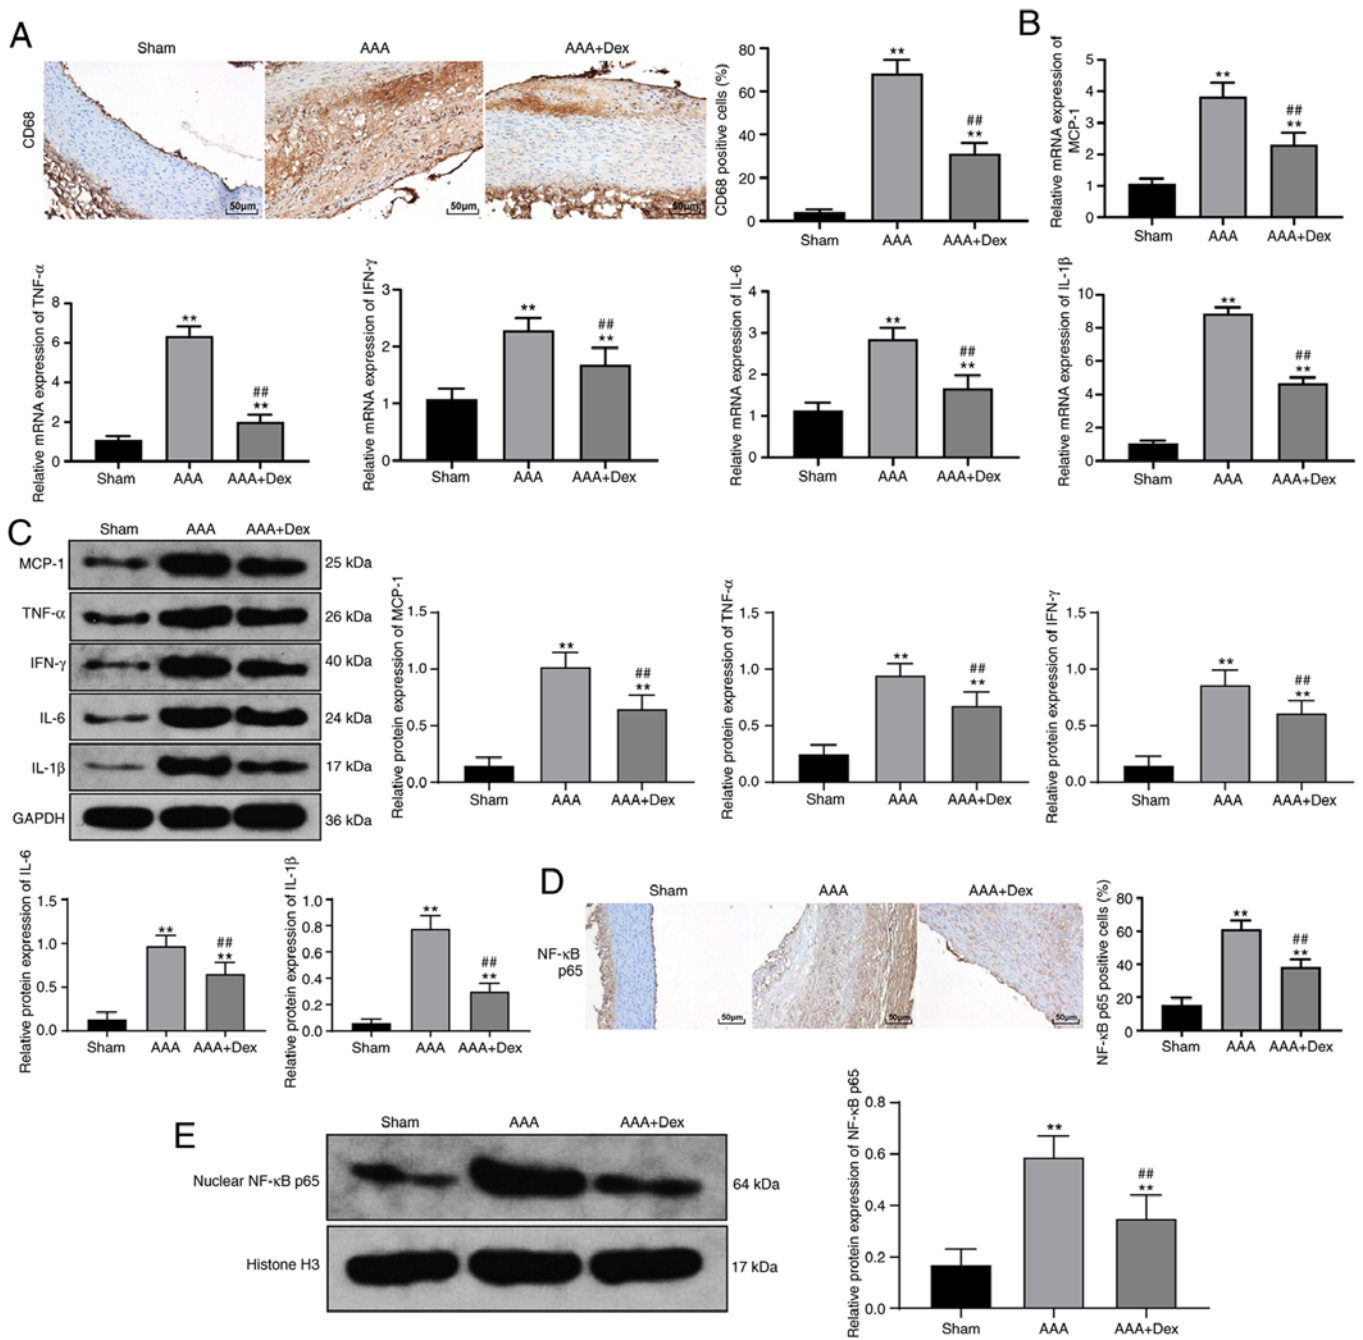 A
Sham
AAA
AAA+Dex
CD68
50μm
50μm
50μm
CD68 positive cells (%)
80
60
40
20
0
**
##
**
Sham
AAA
AAA+Dex
B
Relative mRNA expression of
MCP-1
5
4
3
2
1
0
**
##
**
Sham
AAA
AAA+Dex
Relative mRNA expression of TNF-α
8
6
4
2
0
**
##
**
Sham
AAA
AAA+Dex
Relative mRNA expression of IFN-γ
3
2
1
0
**
##
**
Sham
AAA
AAA+Dex
Relative mRNA expression of IL-6
4
3
2
1
0
**
##
**
Sham
AAA
AAA+Dex
Relative mRNA expression of IL-1β
10
8
6
4
2
0
**
##
**
Sham
AAA
AAA+Dex
C
Sham
AAA
AAA+Dex
MCP-1
25 kDa
TNF-α
26 kDa
IFN-γ
40 kDa
IL-6
24 kDa
IL-1β
17 kDa
GAPDH
36 kDa
Relative protein expression of MCP-1
1.5
1.0
0.5
0.0
**
##
**
Sham
AAA
AAA+Dex
Relative protein expression of TNF-α
1.5
1.0
0.5
0.0
**
##
**
Sham
AAA
AAA+Dex
Relative protein expression of IFN-γ
1.5
1.0
0.5
0.0
**
##
**
Sham
AAA
AAA+Dex
Relative protein expression of IL-6
1.5
1.0
0.5
0.0
**
##
**
Sham
AAA
AAA+Dex
Relative protein expression of IL-1β
1.0
0.8
0.6
0.4
0.2
0.0
**
##
**
Sham
AAA
AAA+Dex
D
Sham
AAA
AAA+Dex
NF-κB
p65
50μm
50μm
50μm
NF-κB p65 positive cells (%)
80
60
40
20
0
**
##
**
Sham
AAA
AAA+Dex
E
Sham
AAA
AAA+Dex
Nuclear NF-κB p65
64 kDa
Histone H3
17 kDa
Relative protein expression of NF-κB p65
0.8
0.6
0.4
0.2
0.0
**
##
**
Sham
AAA
AAA+Dex